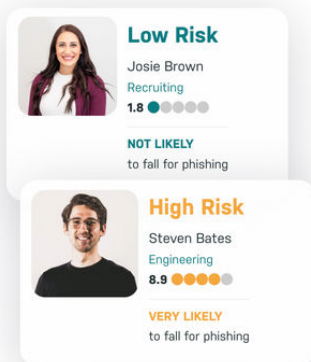 Low Risk
Josie Brown
Recruiting
1.8
NOT LIKELY
to fall for phishing
High Risk
Steven Bates
Engineering
8.9
VERY LIKELY
to fall for phishing